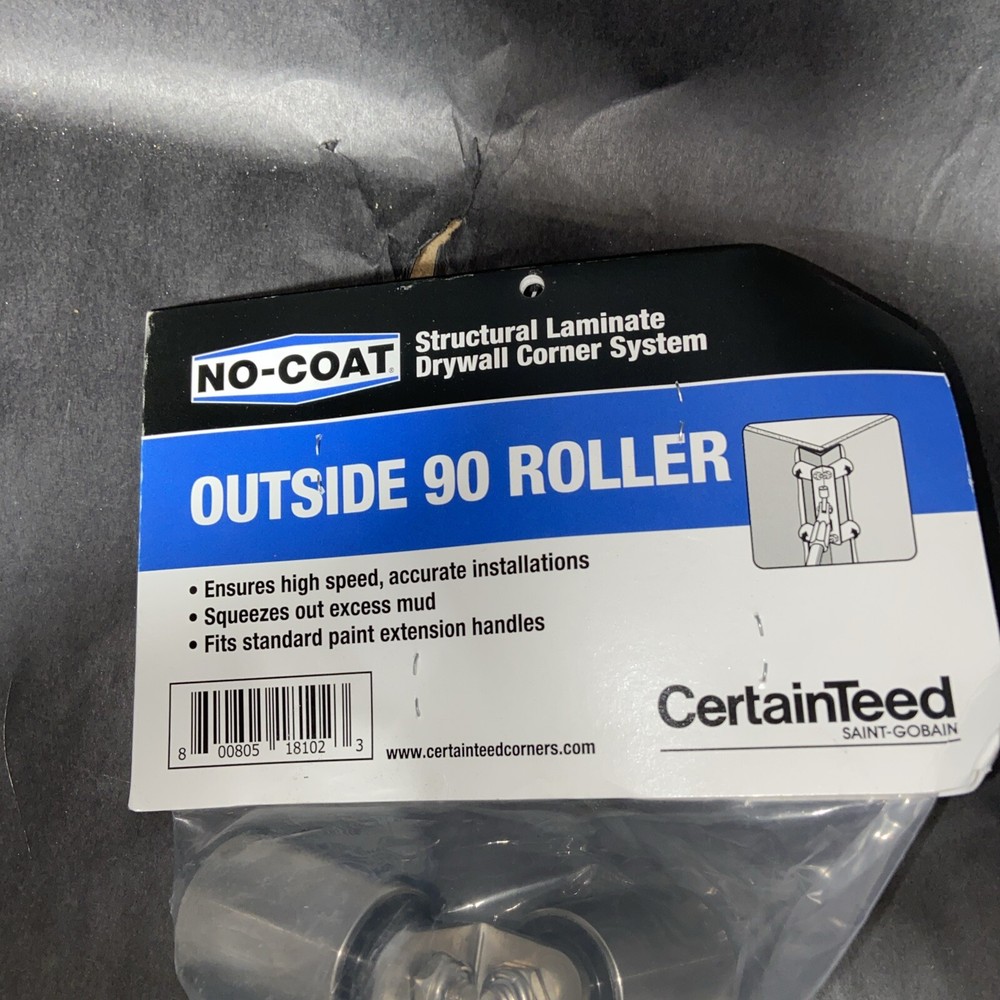 NO-COAT®
Structural Laminate
Drywall Corner System
OUTSIDE 90 ROLLER
• Ensures high speed, accurate installations
• Squeezes out excess mud
• Fits standard paint extension handles
8 00805 18102 3
www.certainteedcorners.com
CertainTeed
SAINT-GOBAIN